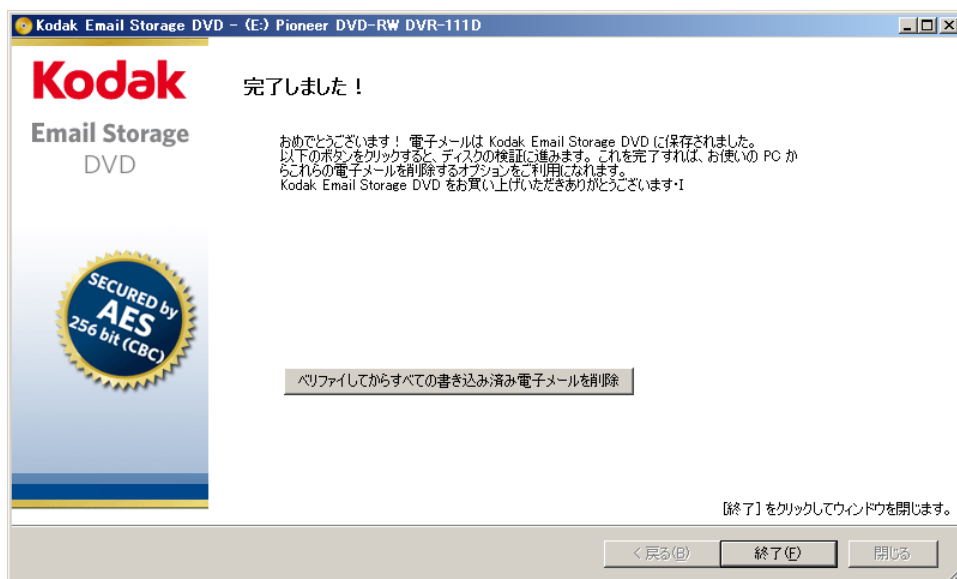 Kodak Email Storage DVD - (E:) Pioneer DVD-RW DVR-111D
Kodak
Email Storage
DVD
完了しました！
おめでとうございます！ 電子メールは Kodak Email Storage DVD に保存されました。
以下のボタンをクリックすると、ディスクの検証に進みます。これを完了すれば、お使いの PC か
らこれらの電子メールを削除するオプションをご利用になれます。
Kodak Email Storage DVD をお買い上げいただきありがとうございます・I
SECURED by
AES
256 bit (CBC)
ベリファイしてからすべての書き込み済み電子メールを削除
[終了] をクリックしてウィンドウを閉じます。
< 戻る(B)
終了(F)
閉じる